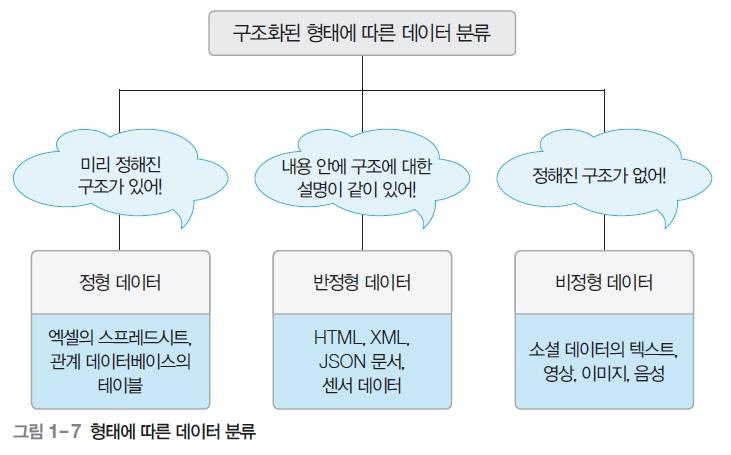 구조화된 형태에 따른 데이터 분류
미리 정해진
구조가 있어!
내용 안에 구조에 대한
설명이 같이 있어!
정해진 구조가 없어!
정형 데이터
반정형 데이터
비정형 데이터
엑셀의 스프레드시트,
관계 데이터베이스의
테이블
HTML, XML,
JSON 문서,
센서 데이터
소셜 데이터의 텍스트,
영상, 이미지, 음성
그림 1-7 형태에 따른 데이터 분류